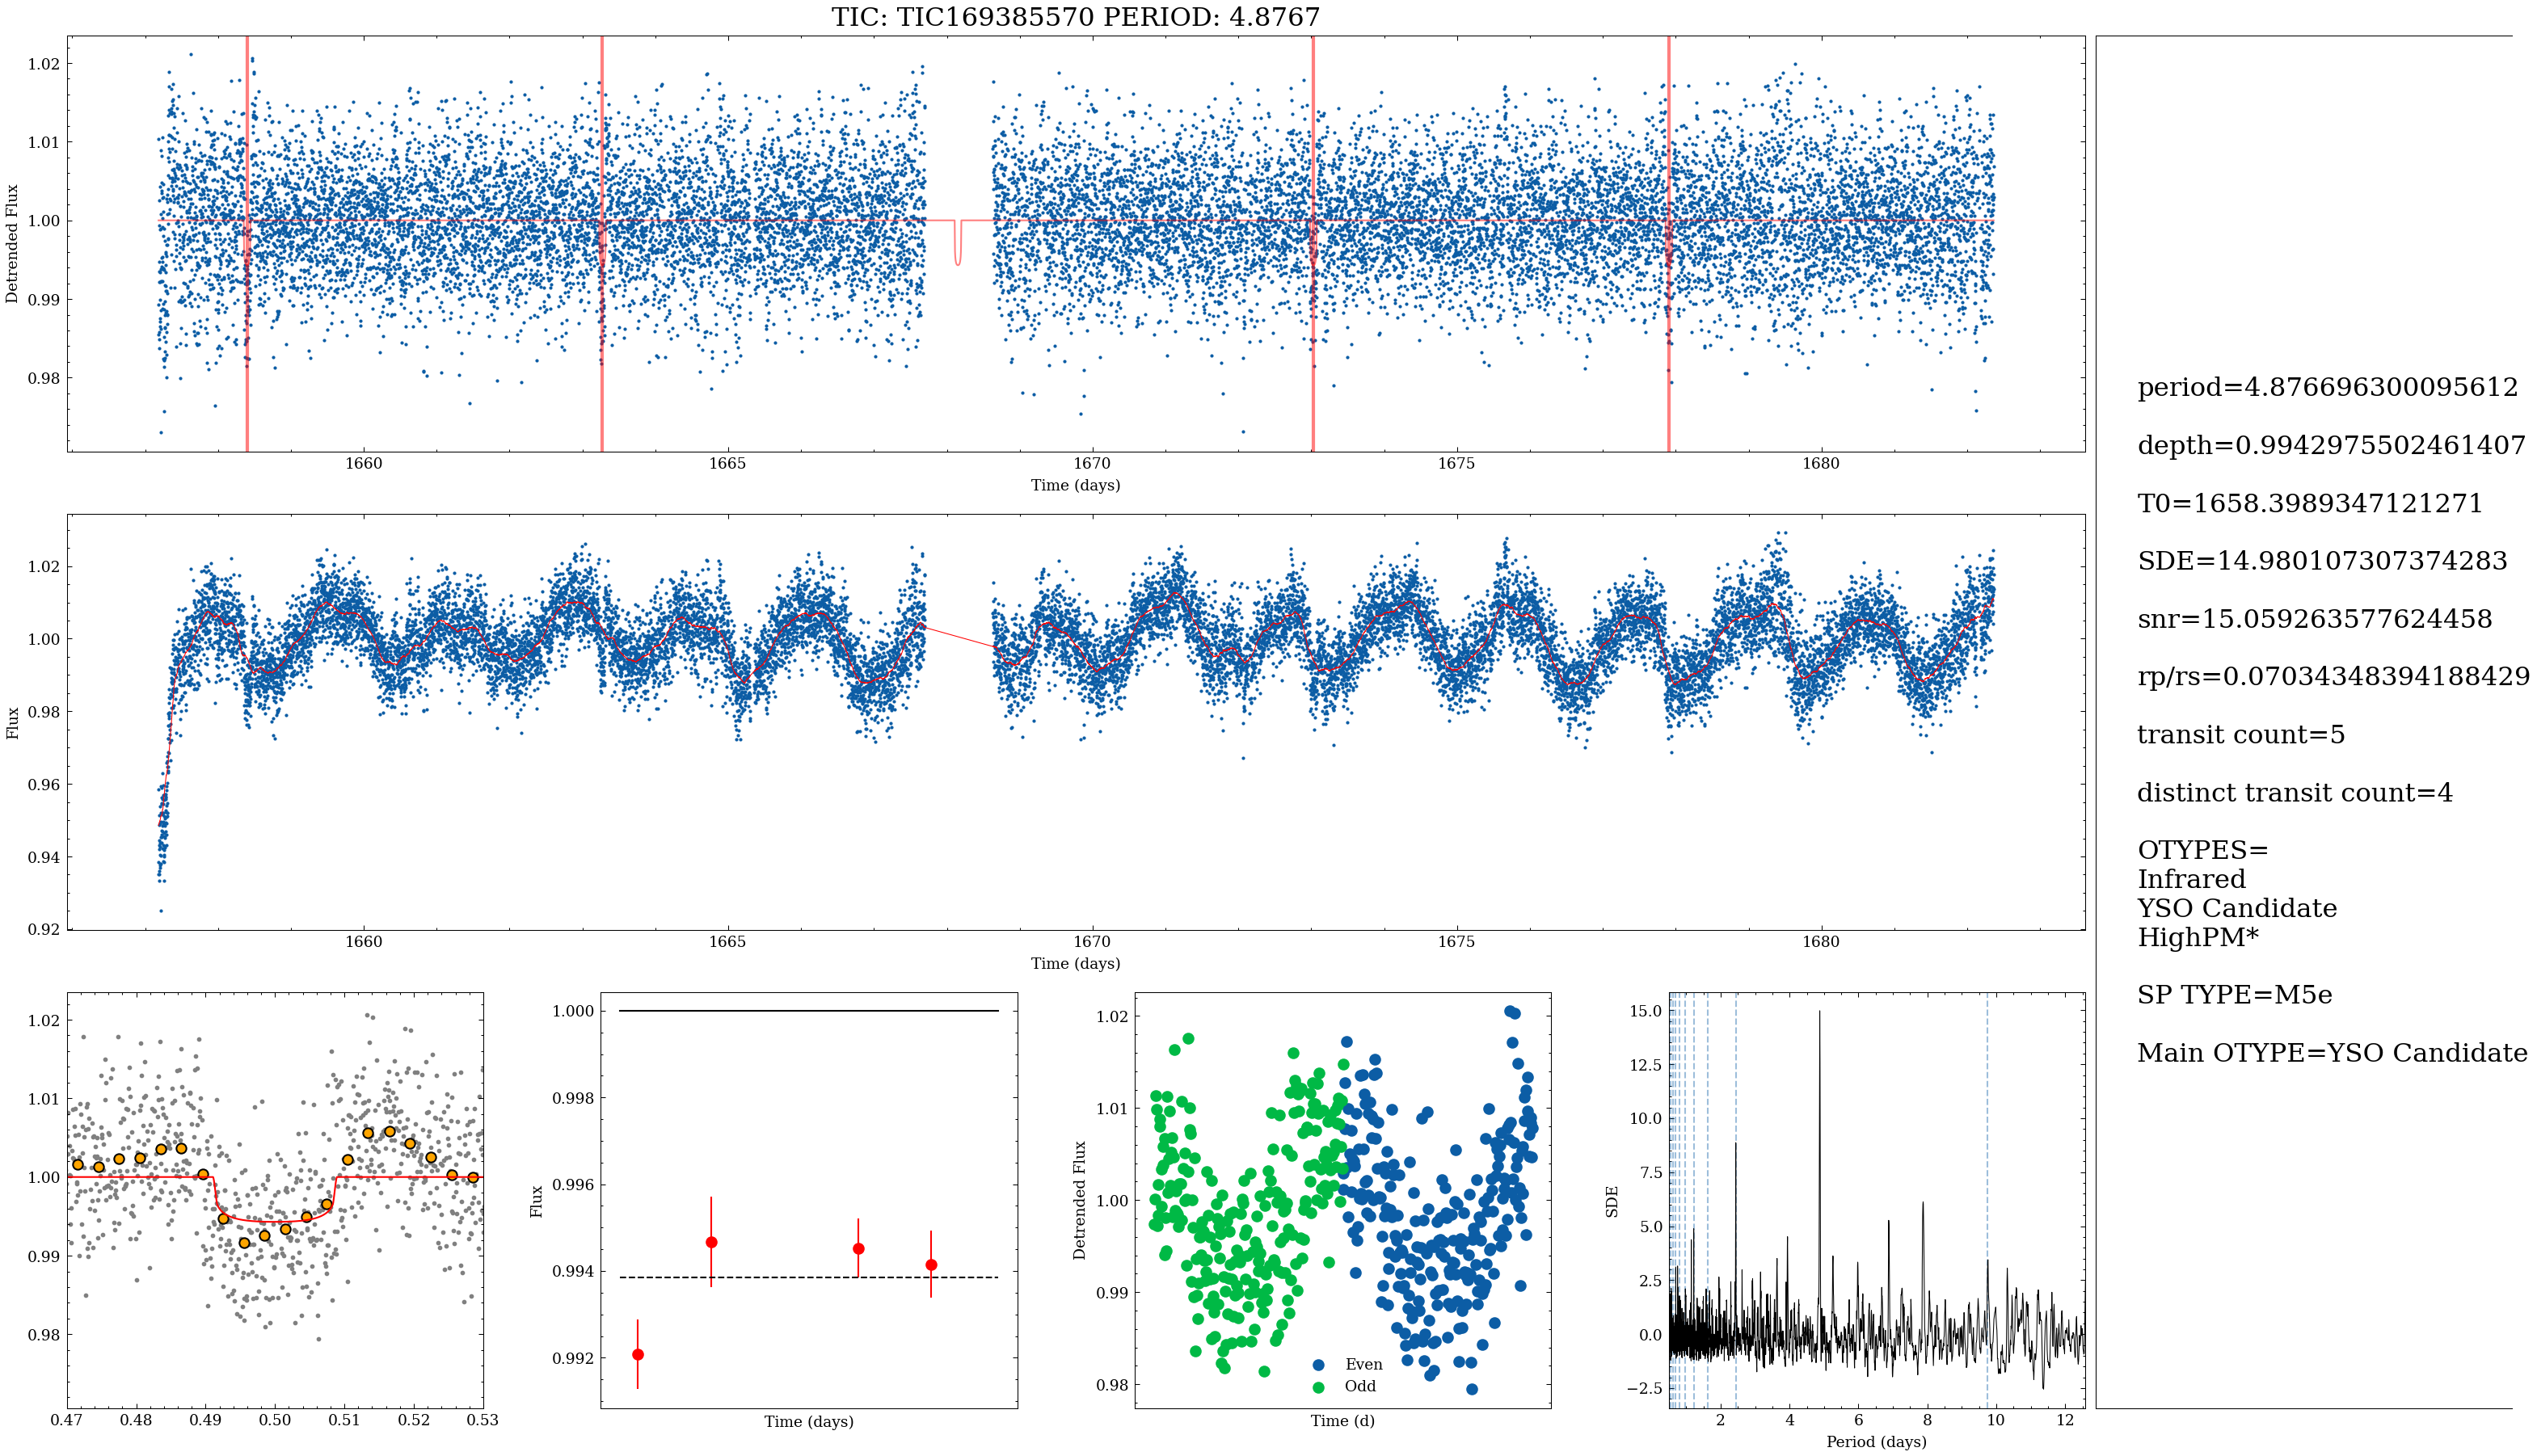 TIC: TIC169385570 PERIOD: 4.8767
1.02
1.01
1.00
0.99
0.98
Detrended Flux
1660 1665 1670 1675 1680
Time (days)
1.02
1.00
0.98
0.96
0.94
0.92
Flux
1660 1665 1670 1675 1680
Time (days)
1.02
1.01
1.00
0.99
0.98
0.47 0.48 0.49 0.50 0.51 0.52 0.53
1.000
0.998
0.996
0.994
0.992
Flux
Time (days)
1.02
1.01
1.00
0.99
0.98
Detrended Flux
Even
Odd
Time (d)
15.0
12.5
10.0
7.5
5.0
2.5
0.0
−2.5
SDE
2 4 6 8 10 12
Period (days)
period=4.876696300095612
depth=0.9942975502461407
T0=1658.3989347121271
SDE=14.980107307374283
snr=15.059263577624458
rp/rs=0.07034348394188429
transit count=5
distinct transit count=4
OTYPES=
Infrared
YSO Candidate
HighPM*
SP TYPE=M5e
Main OTYPE=YSO Candidate